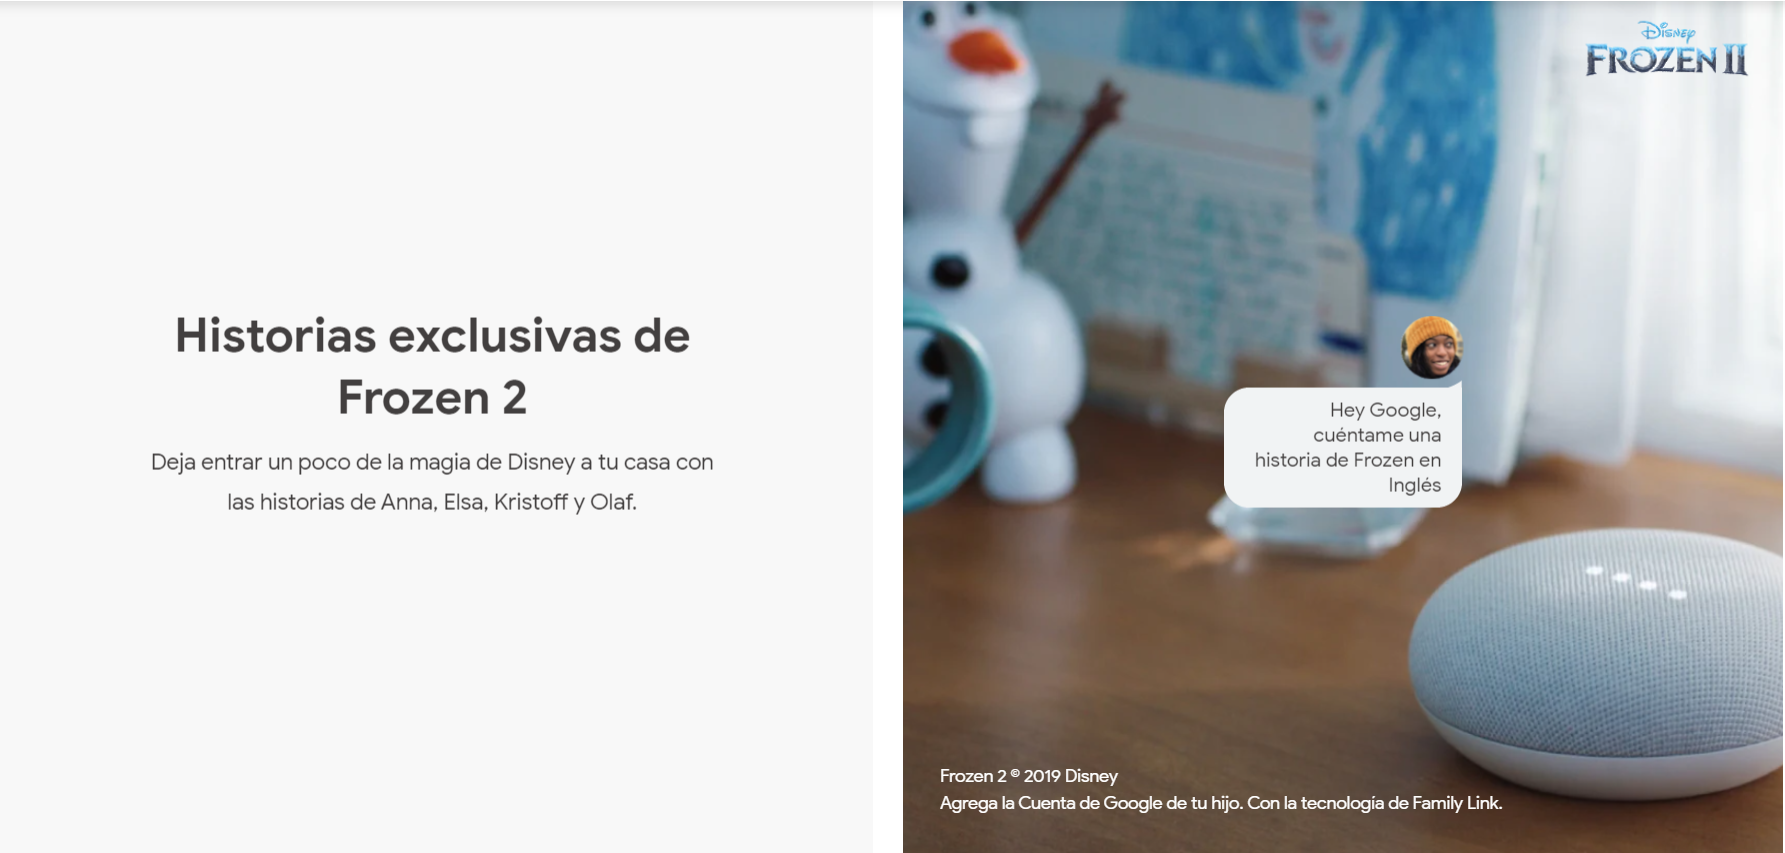 Historias exclusivas de
Frozen 2
Deja entrar un poco de la magia de Disney a tu casa con
las historias de Anna, Elsa, Kristoff y Olaf.
Disney
FROZEN II
Hey Google,
cuéntame una
historia de Frozen en
Inglés
Frozen 2 © 2019 Disney
Agrega la Cuenta de Google de tu hijo. Con la tecnología de Family Link.